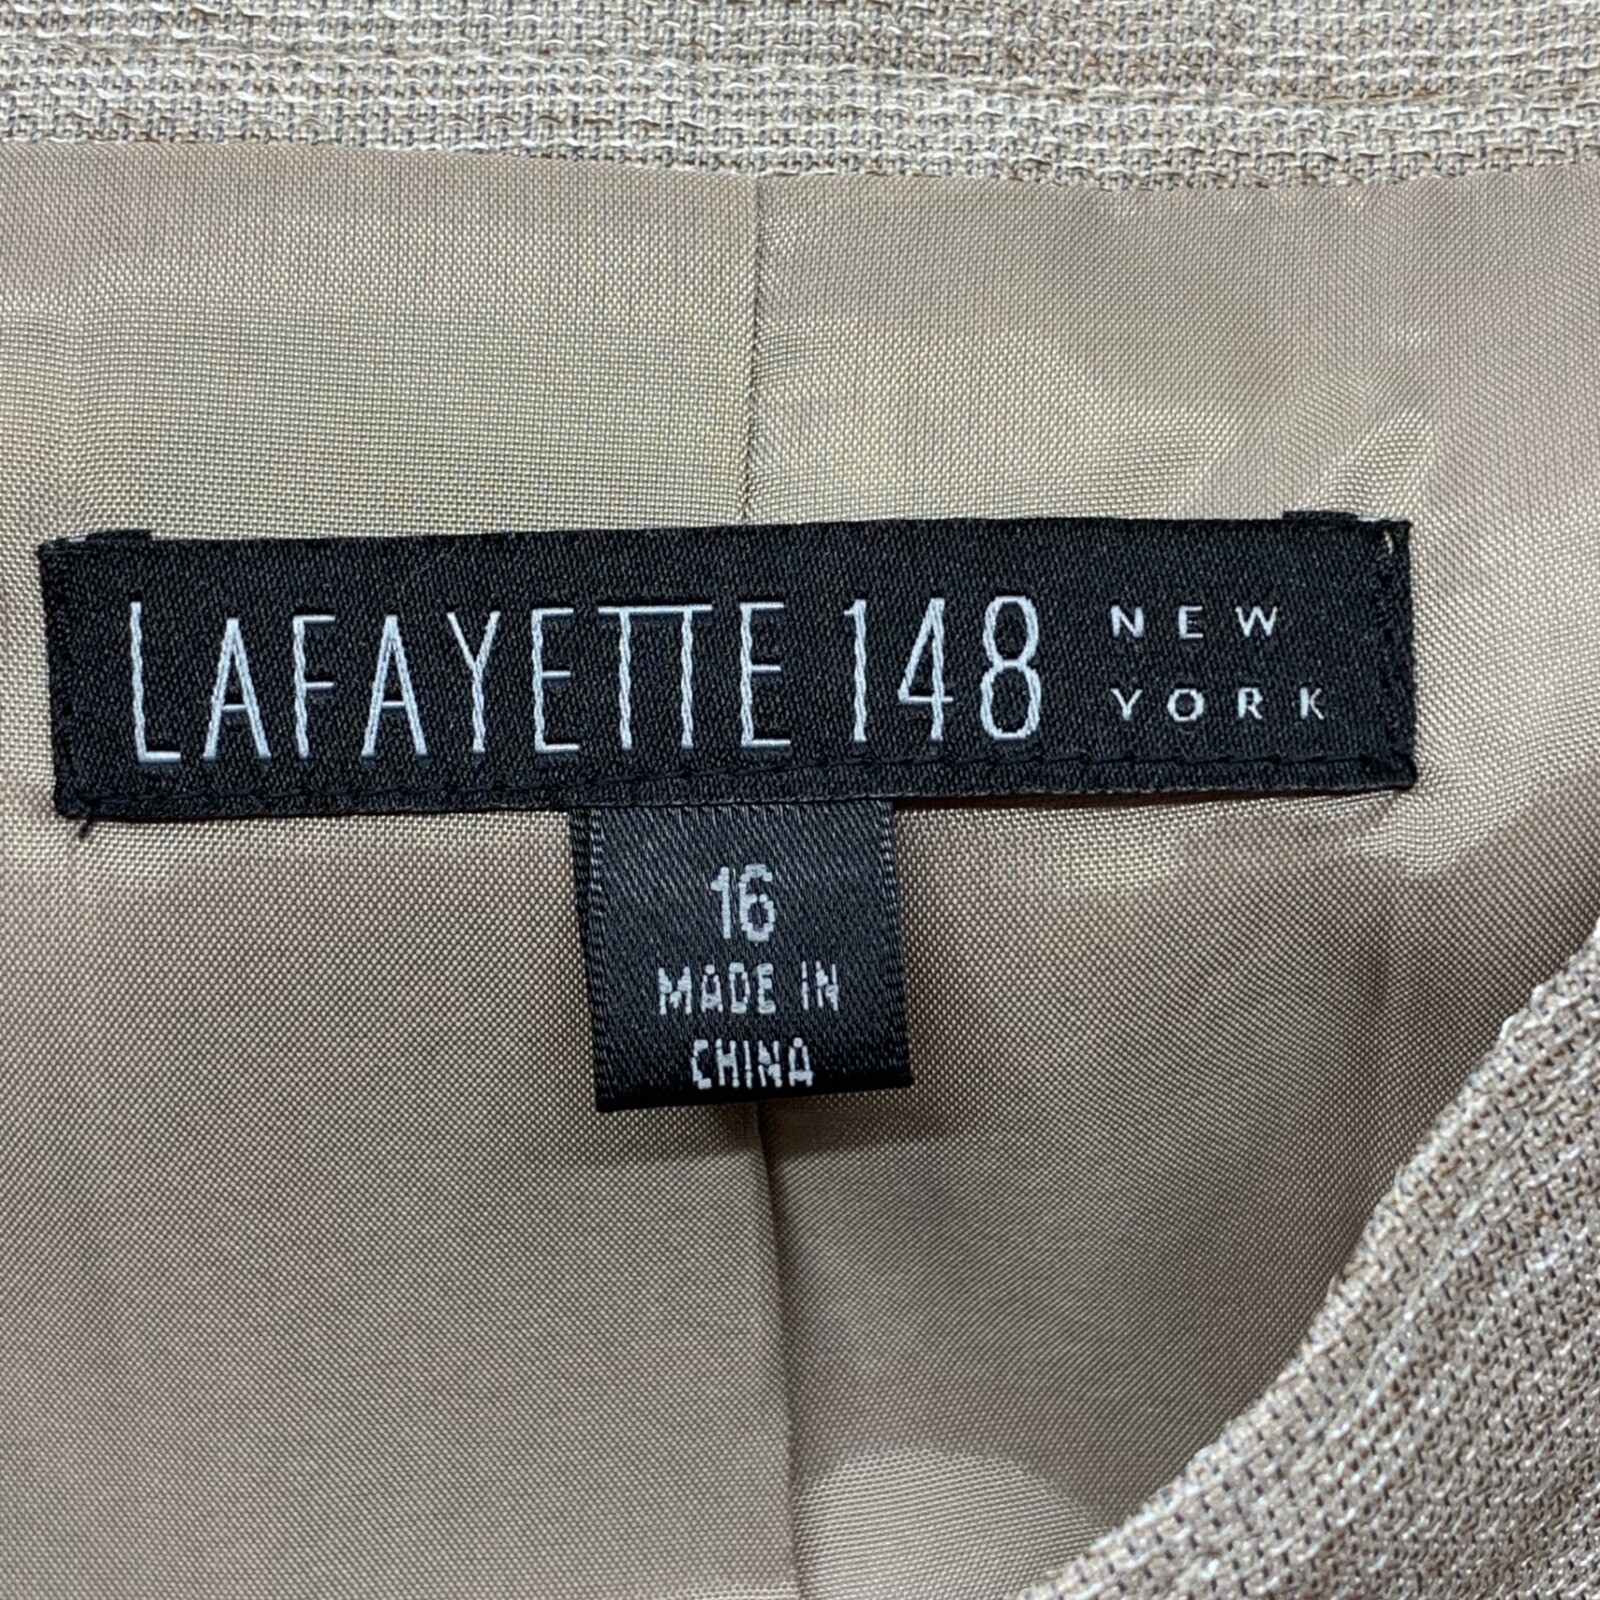 LAFAYETTE 148 NEW YORK
16
MADE IN
CHINA